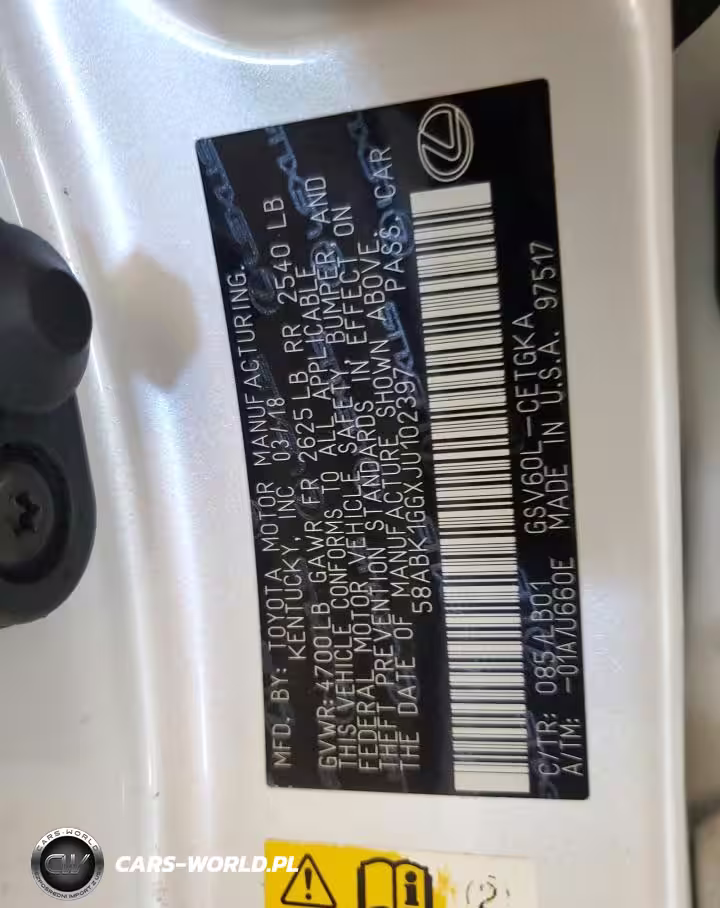 MFD. BY: TOYOTA MOTOR MANUFACTURING.
KENTUCKY, INC 03/18
GVWR: 4700 LB GAWR FR 2625 LB RR 2540 LB
THIS VEHICLE CONFORMS TO ALL APPLICABLE
FEDERAL MOTOR VEHICLE SAFETY, BUMPER, AND
THEFT PREVENTION STANDARDS IN EFFECT ON
THE DATE OF MANUFACTURE SHOWN ABOVE.
58ABK1GGXJU102397 PASS. CAR
C/TR: 085/LB01 GSV60L-CETGKA
A/TM: -01A/U660E MADE IN U.S.A. 97517
CARS-WORLD
CW
CARS-WORLD.PL